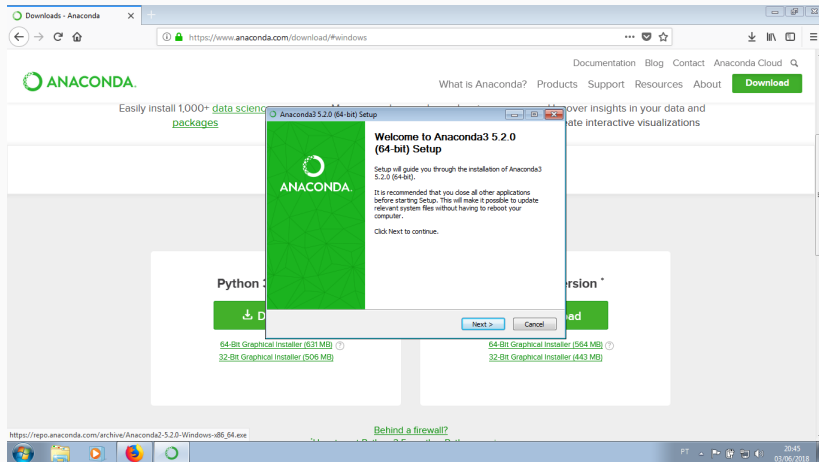 Downloads - Anaconda
https://www.anaconda.com/download/#windows
Documentation Blog Contact Anaconda Cloud
ANACONDA.
What is Anaconda? Products Support Resources About Download
Easily install 1,000+ data scienc
over insights in your data and
packages
ate interactive visualizations
Anaconda3 5.2.0 (64-bit) Setup
ANACONDA.
Welcome to Anaconda3 5.2.0
(64-bit) Setup
Setup will guide you through the installation of Anaconda3
5.2.0 (64-bit).
It is recommended that you close all other applications
before starting Setup. This will make it possible to update
relevant system files without having to reboot your
computer.
Click Next to continue.
Next > Cancel
Python 3
ersion *
D
ad
64-Bit Graphical Installer (631 MB) ?
64-Bit Graphical Installer (564 MB) ?
32-Bit Graphical Installer (506 MB)
32-Bit Graphical Installer (443 MB)
Behind a firewall?
https://repo.anaconda.com/archive/Anaconda2-5.2.0-Windows-x86_64.exe
PT
20:45
03/06/2018